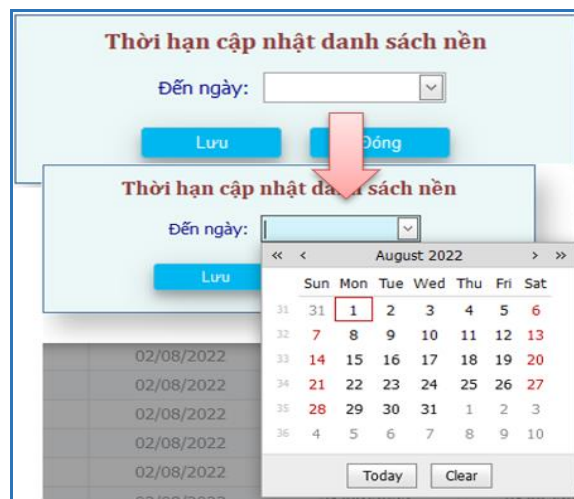 Thời hạn cập nhật danh sách nền
Đến ngày:
Lưu Đóng
Thời hạn cập nhật danh sách nền
Đến ngày:
Lưu
« ‹ August 2022 › »
Sun Mon Tue Wed Thu Fri Sat
31 31 1 2 3 4 5 6
32 7 8 9 10 11 12 13
33 14 15 16 17 18 19 20
34 21 22 23 24 25 26 27
35 28 29 30 31 1 2 3
36 4 5 6 7 8 9 10
Today Clear
02/08/2022
02/08/2022
02/08/2022
02/08/2022
02/08/2022